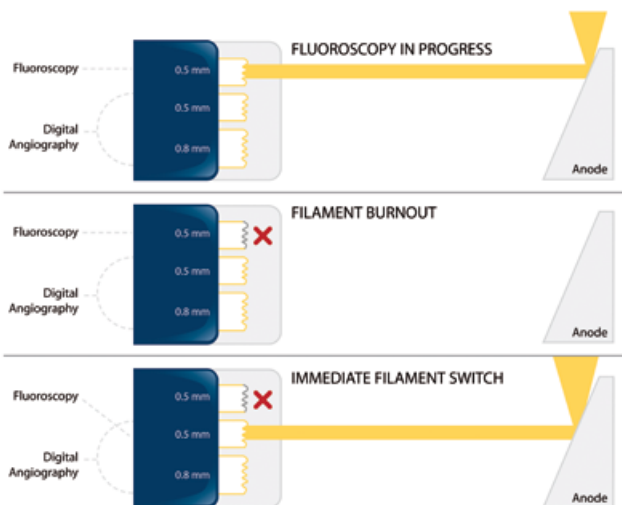 FLUOROSCOPY IN PROGRESS
Fluoroscopy
0.5 mm
0.5 mm
Digital
Angiography
0.8 mm
Anode
FILAMENT BURNOUT
Fluoroscopy
0.5 mm
0.5 mm
Digital
Angiography
0.8 mm
Anode
IMMEDIATE FILAMENT SWITCH
Fluoroscopy
0.5 mm
0.5 mm
Digital
Angiography
0.8 mm
Anode